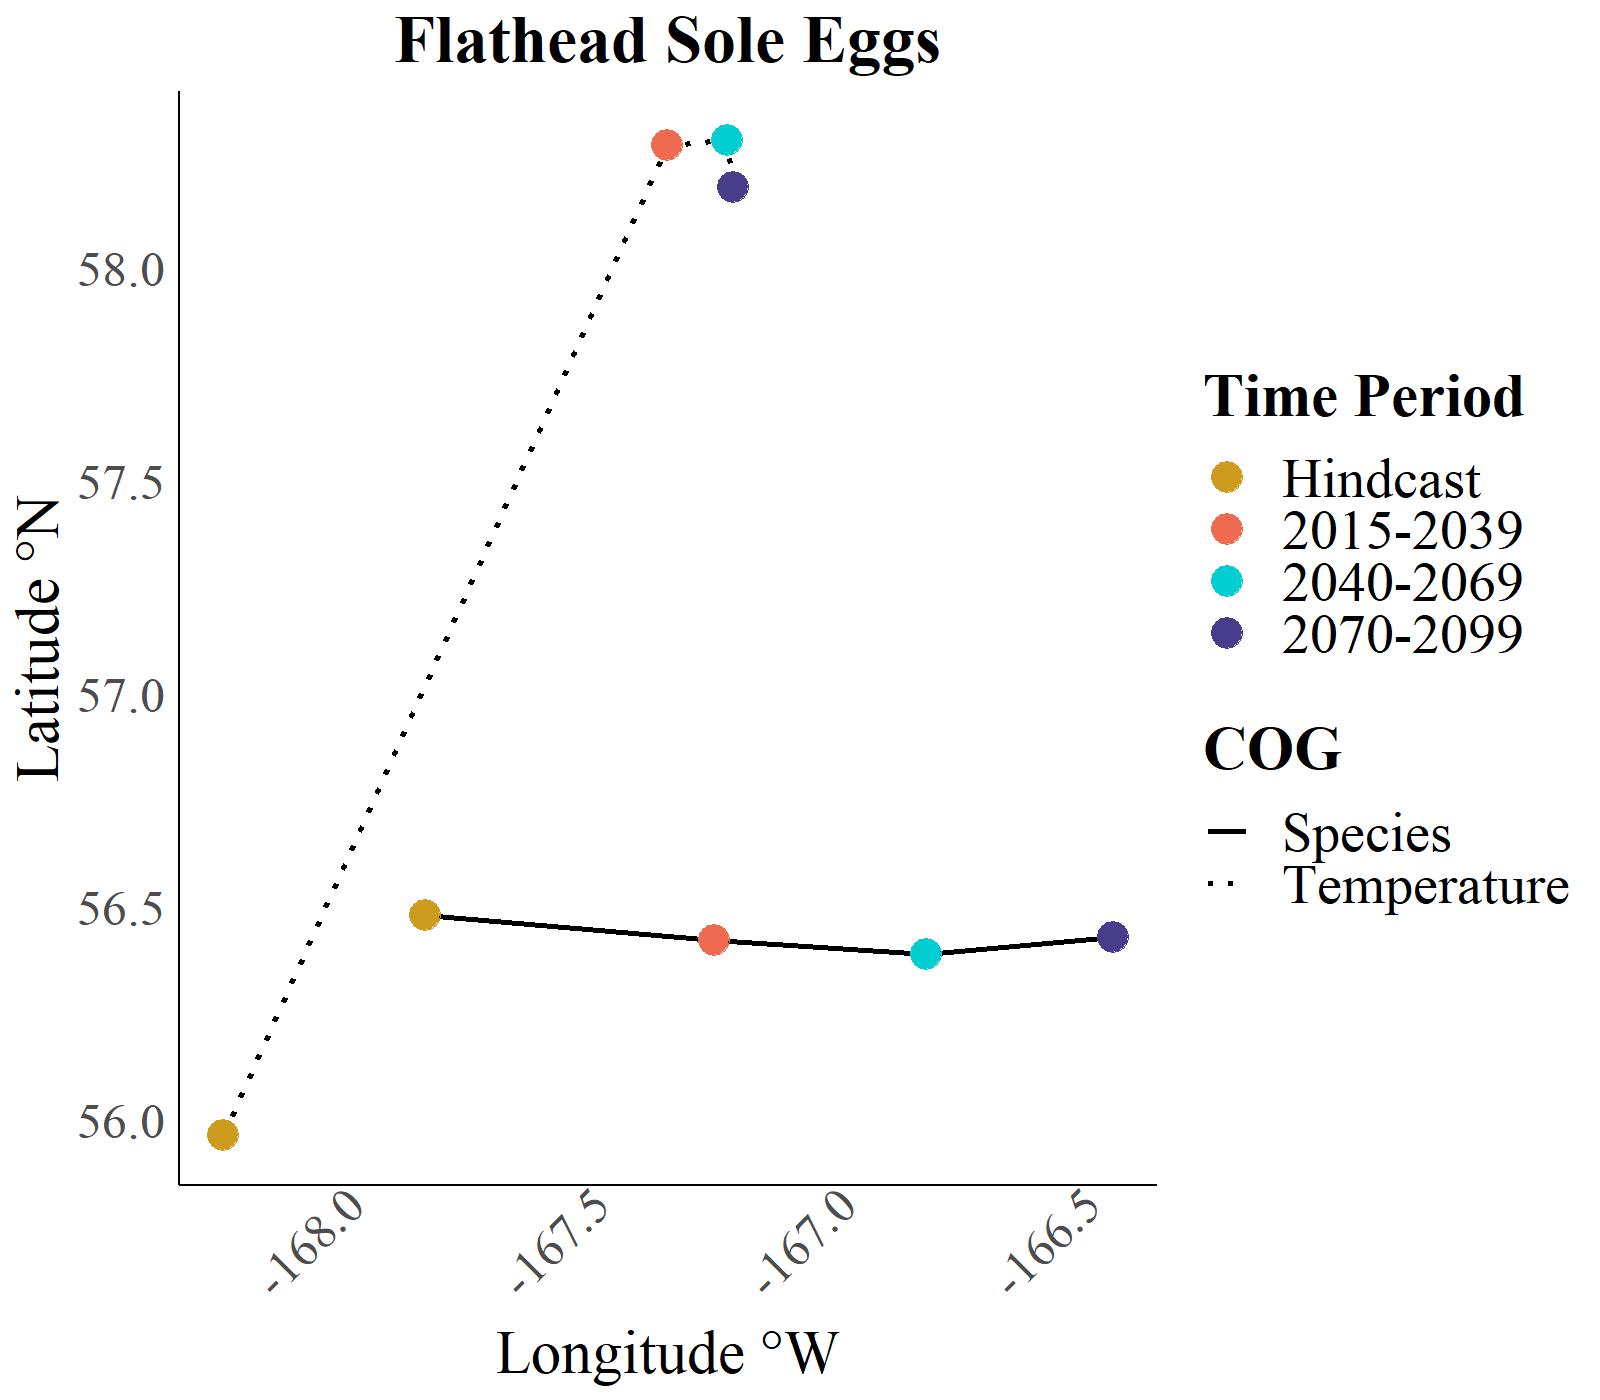 Flathead Sole Eggs
Latitude °N
58.0
57.5
57.0
56.5
56.0
-168.0
-167.5
-167.0
-166.5
Longitude °W
Time Period
Hindcast
2015-2039
2040-2069
2070-2099
COG
Species
Temperature